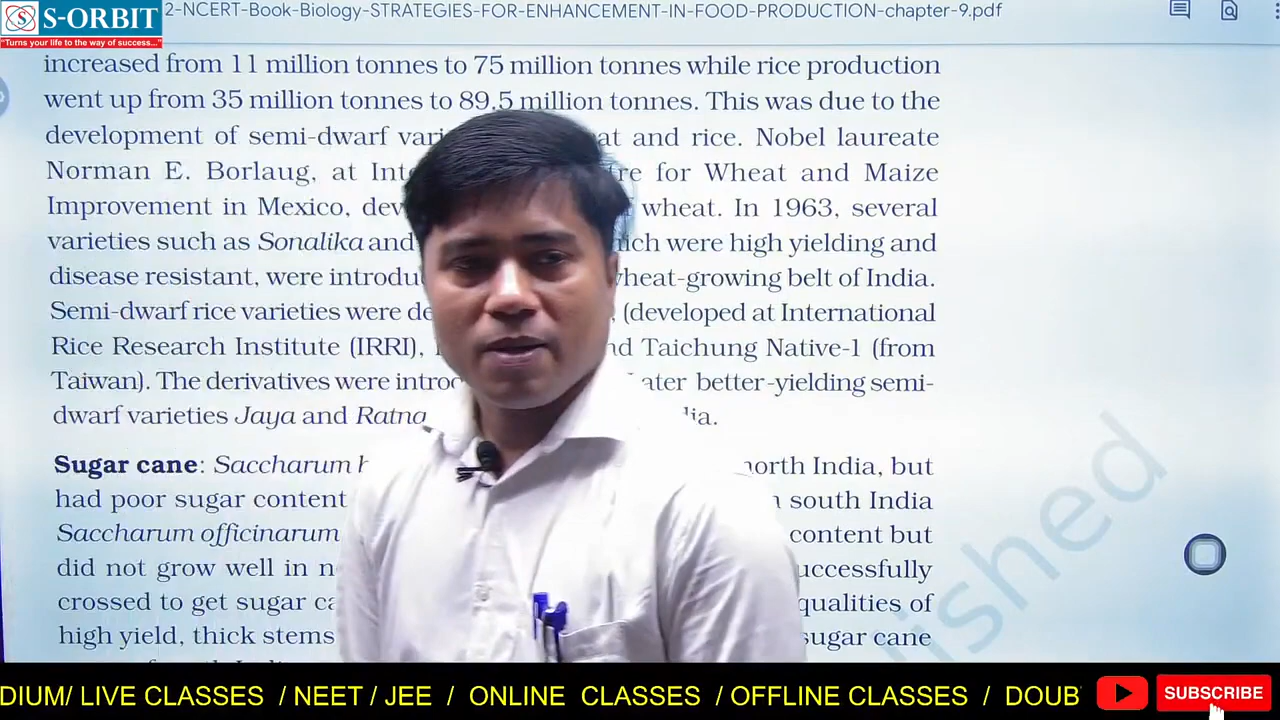 S-ORBIT
"Turns your life to the way of success..."
2-NCERT-Book-Biology-STRATEGIES-FOR-ENHANCEMENT-IN-FOOD-PRODUCTION-chapter-9.pdf
increased from 11 million tonnes to 75 million tonnes while rice production
went up from 35 million tonnes to 89.5 million tonnes. This was due to the
development of semi-dwarf vari at and rice. Nobel laureate
Norman E. Borlaug, at Inte tre for Wheat and Maize
Improvement in Mexico, dev f wheat. In 1963, several
varieties such as Sonalika and hich were high yielding and
disease resistant, were introdu wheat-growing belt of India.
Semi-dwarf rice varieties were de , (developed at International
Rice Research Institute (IRRI), nd Taichung Native-1 (from
Taiwan). The derivatives were introd Later better-yielding semi-
dwarf varieties Jaya and Ratna dia.
Sugar cane: Saccharum b north India, but
had poor sugar content n south India
Saccharum officinarum content but
did not grow well in n uccessfully
crossed to get sugar ca qualities of
high yield, thick stems sugar cane
lished
DIUM/ LIVE CLASSES / NEET / JEE / ONLINE CLASSES / OFFLINE CLASSES / DOUB
SUBSCRIBE